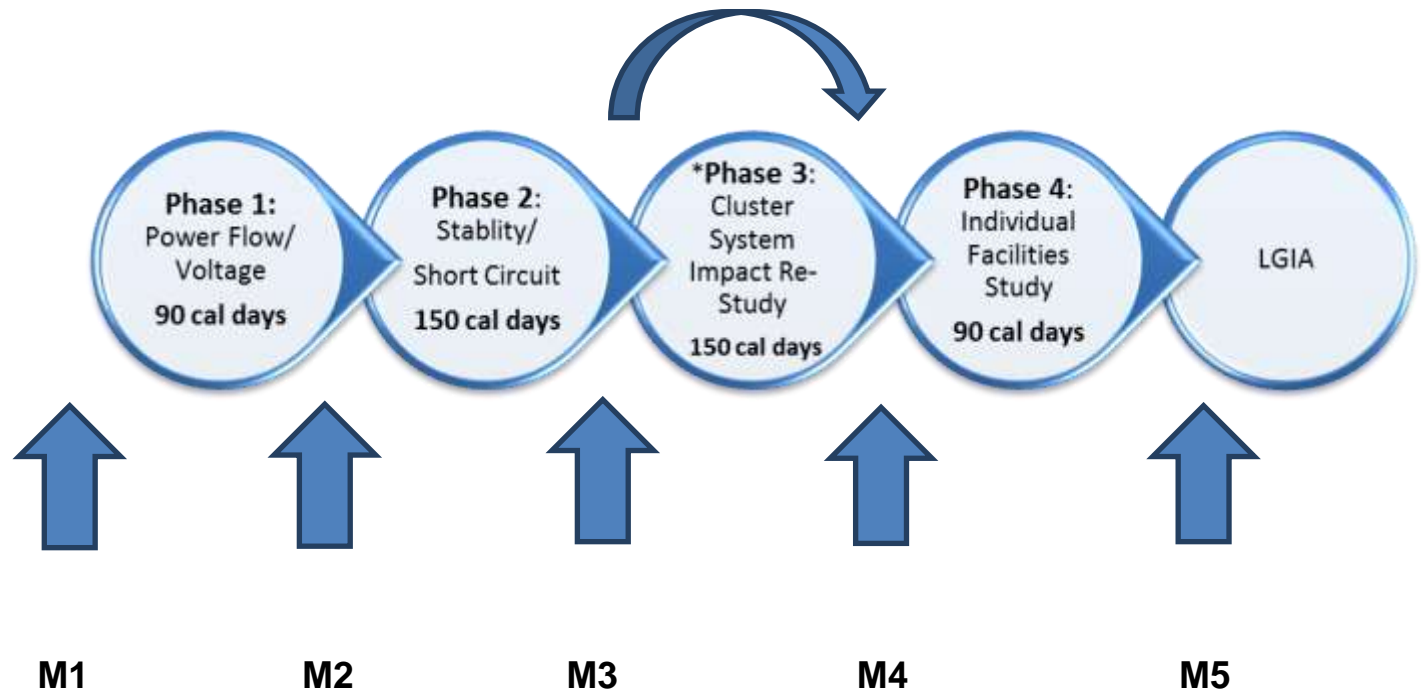 Phase 1:
Power Flow/
Voltage
90 cal days
Phase 2:
Stablity/
Short Circuit
150 cal days
*Phase 3:
Cluster
System
Impact Re-
Study
150 cal days
Phase 4:
Individual
Facilities
Study
90 cal days
LGIA
M1
M2
M3
M4
M5